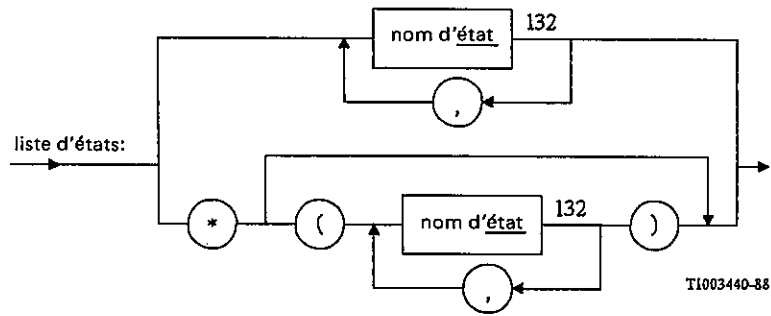 nom d'état 132
,
liste d'états:
* ( nom d'état 132 )
,
T1003440-88